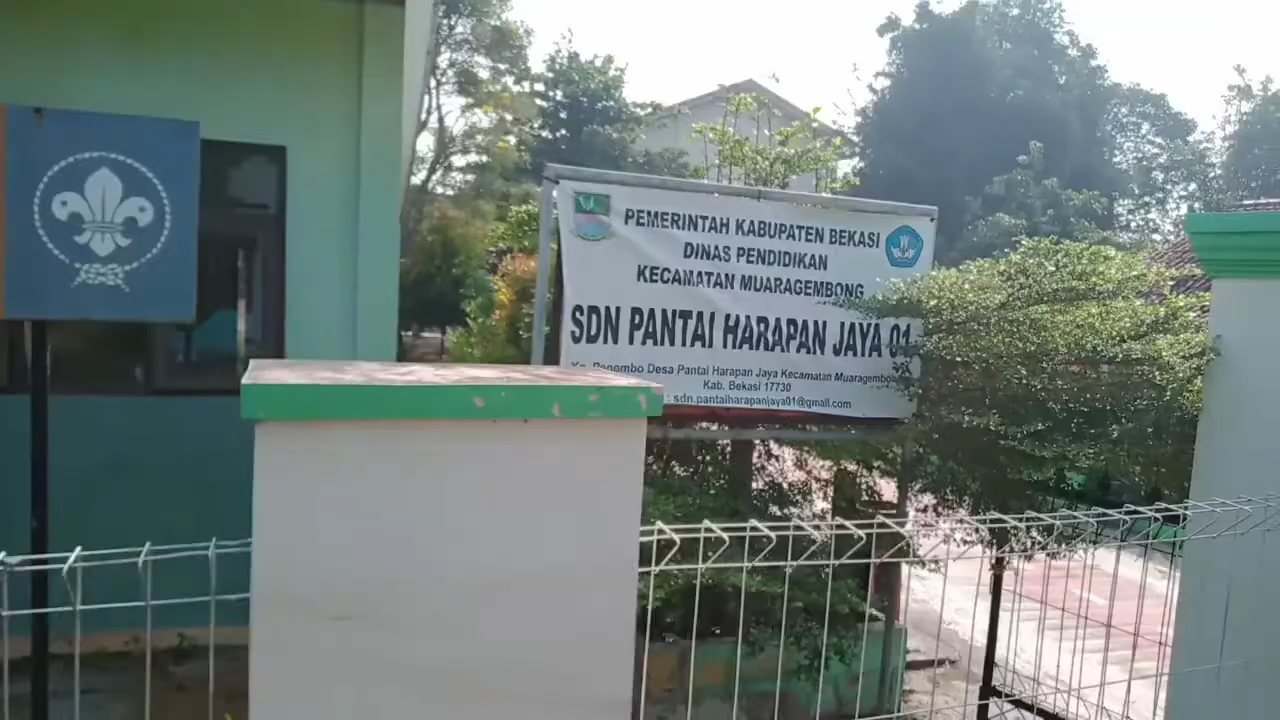 PEMERINTAH KABUPATEN BEKASI
DINAS PENDIDIKAN
KECAMATAN MUARAGEMBONG
SDN PANTAI HARAPAN JAYA 01
Desa Pantai Harapan Jaya Kecamatan Muaragembong
Kab. Bekasi 17730
: sdn.pantaiharapanjaya01@gmail.com